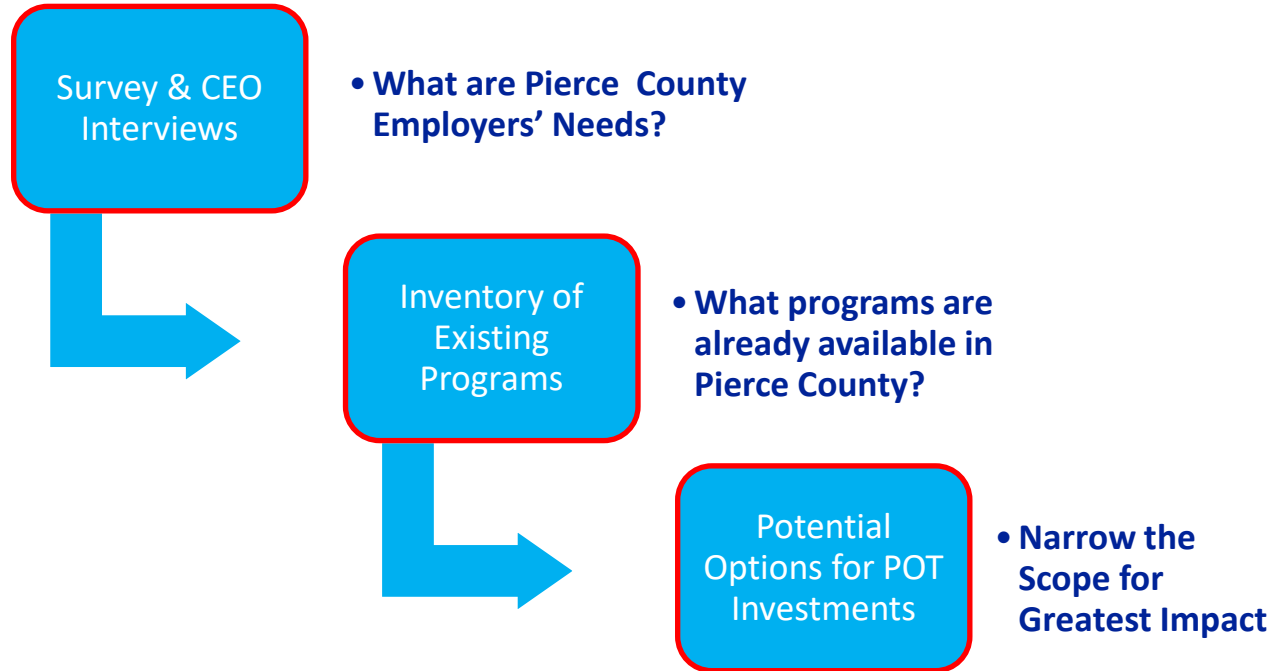 Survey & CEO
Interviews
• What are Pierce County
Employers' Needs?
Inventory of
Existing
Programs
• What programs are
already available in
Pierce County?
Potential
Options for POT
Investments
• Narrow the
Scope for
Greatest Impact